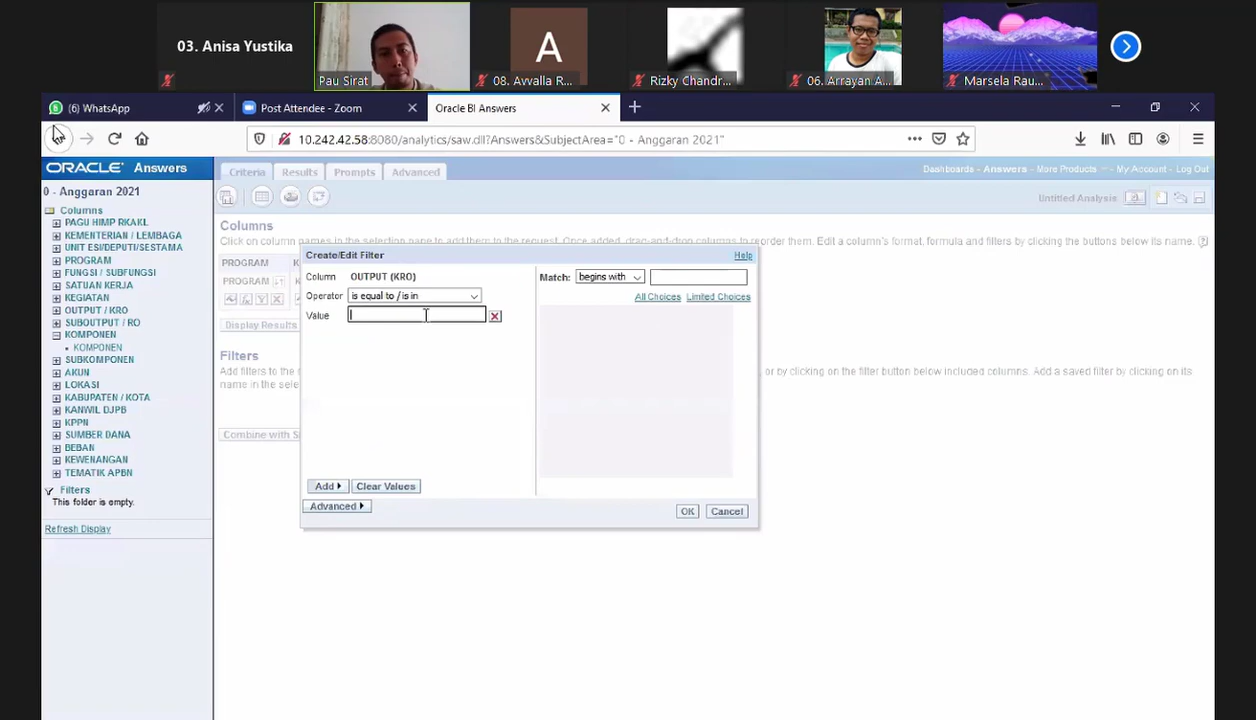 03. Anisa Yustika
Pau Sirat
A
08. Avvalla R...
Rizky Chandr...
06. Arrayan A...
Marsela Rau...
(6) WhatsApp
Post Attendee - Zoom
Oracle BI Answers
10.242.42.58:8080/analytics/saw.dll?Answers&SubjectArea="0 - Anggaran 2021"
ORACLE Answers
Criteria
Results
Prompts
Advanced
Dashboards - Answers - More Products - My Account - Log Out
0 - Anggaran 2021
Untitled Analysis
Columns
PAGU HIMP RKAKL
KEMENTERIAN / LEMBAGA
UNIT ESI/DEPUTI/SESTAMA
PROGRAM
FUNGSI / SUBFUNGSI
SATUAN KERJA
KEGIATAN
OUTPUT / KRO
SUBOUTPUT / RO
KOMPONEN
KOMPONEN
SUBKOMPONEN
AKUN
LOKASI
KABUPATEN / KOTA
KANWIL DJPB
KPPN
SUMBER DANA
BEBAN
KEWENANGAN
TEMATIK APBN
Filters
This folder is empty.
Refresh Display
Columns
Click on column names in the selection pane to add them to the request. Once added, drag-and-drop columns to reorder them. Edit a column's format, formula and filters by clicking the buttons below its name.
PROGRAM
PROGRAM
Display Results
Filters
Add filters to the
or by clicking on the filter button below included columns. Add a saved filter by clicking on its
name in the sele
Combine with S
Create/Edit Filter
Help
Column OUTPUT (KRO)
Operator is equal to / is in
Value
Match: begins with
All Choices Limited Choices
Add
Clear Values
Advanced
OK
Cancel